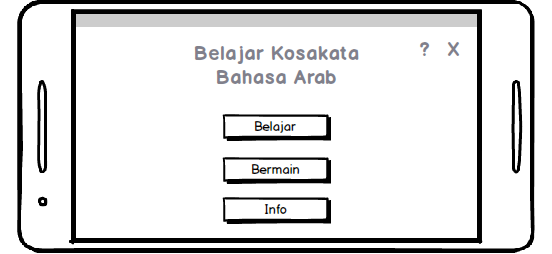 Belajar Kosakata
Bahasa Arab
? X
Belajar
Bermain
Info